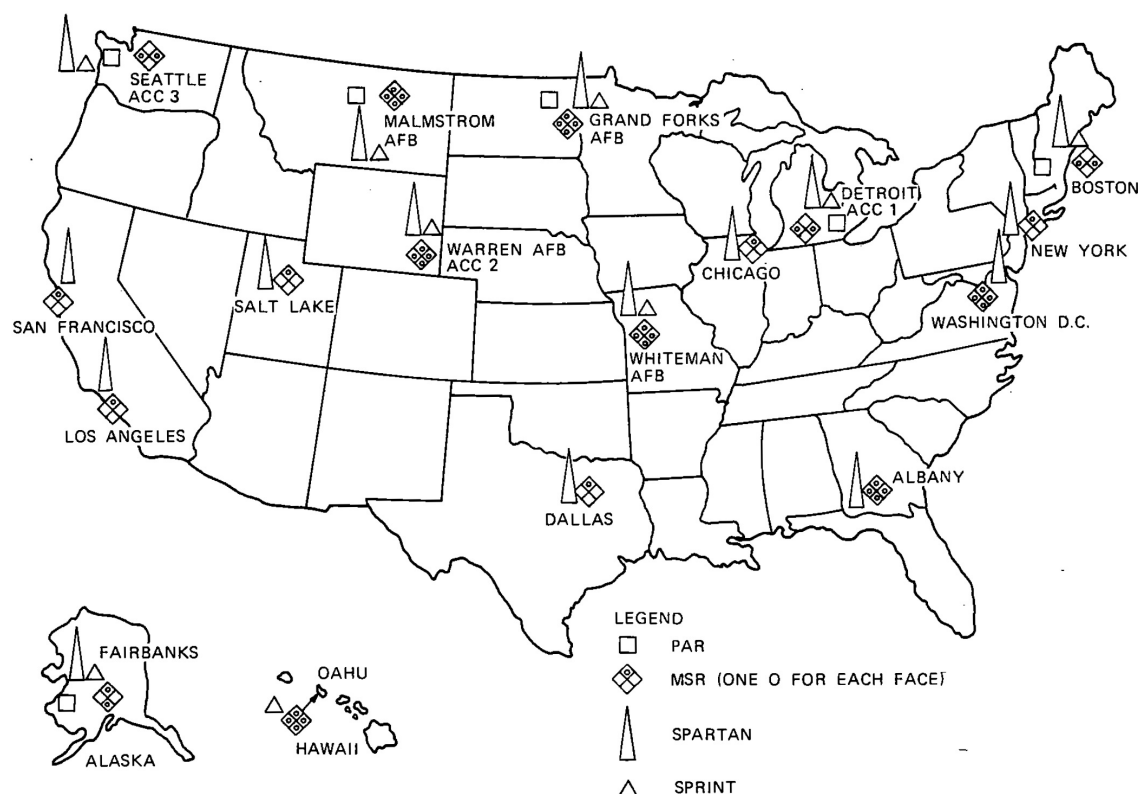 SEATTLE
ACC 3
MALMSTROM
AFB
GRAND FORKS
AFB
BOSTON
DETROIT
ACC 1
NEW YORK
CHICAGO
WARREN AFB
ACC 2
SALT LAKE
SAN FRANCISCO
WASHINGTON D.C.
WHITEMAN
AFB
LOS ANGELES
ALBANY
DALLAS
FAIRBANKS
ALASKA
OAHU
HAWAII
LEGEND
PAR
MSR (ONE O FOR EACH FACE)
SPARTAN
SPRINT